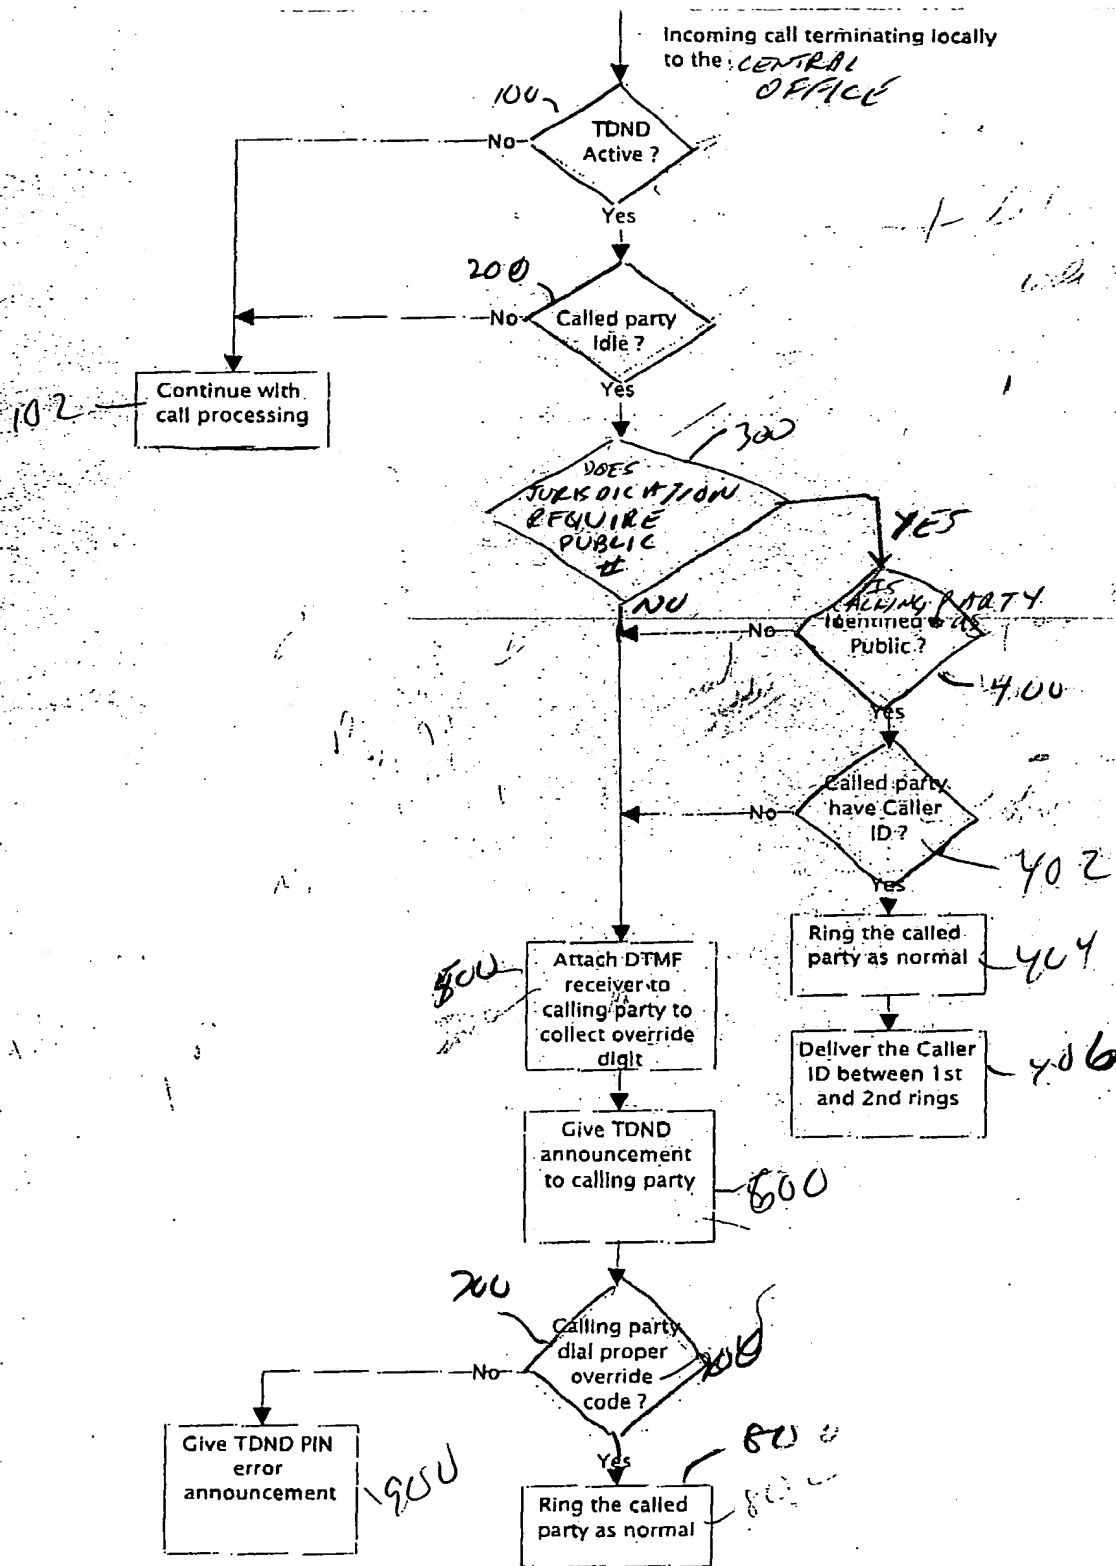 Incoming call terminating locally
to the CENTRAL
OFFICE
100
TDND
Active ?
No
Yes
200
Called party
Idle ?
No
Yes
Continue with
call processing
102
300
DOES
JURISDICATION
REQUIRE
PUBLIC
#
YES
NO
IS
CALLING PARTY
Identified as
Public ?
No
400
Yes
Called party
have Caller
ID ?
No
402
Yes
Ring the called
party as normal
404
Deliver the Caller
ID between 1st
and 2nd rings
406
Attach DTMF
receiver to
calling party to
collect override
digit
500
Give TDND
announcement
to calling party
600
700
Calling party
dial proper
override
code ?
No
Yes
Give TDND PIN
error
announcement
900
800
Ring the called
party as normal
800